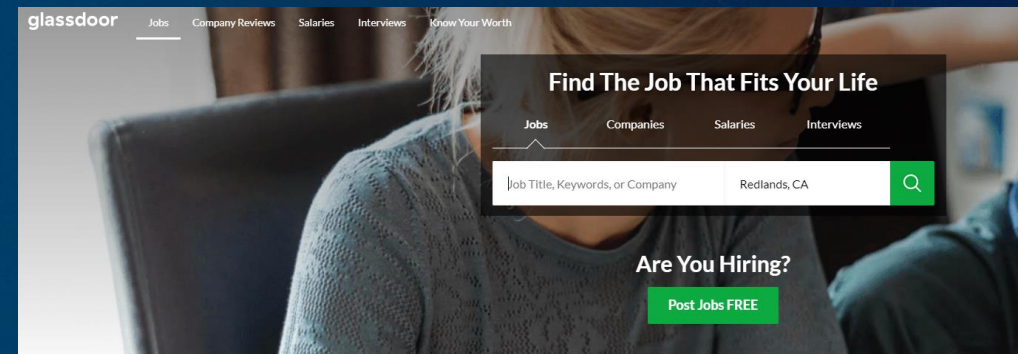 glassdoor Jobs Company Reviews Salaries Interviews Know Your Worth
Find The Job That Fits Your Life
Jobs Companies Salaries Interviews
Job Title, Keywords, or Company Redlands, CA
Are You Hiring?
Post Jobs FREE